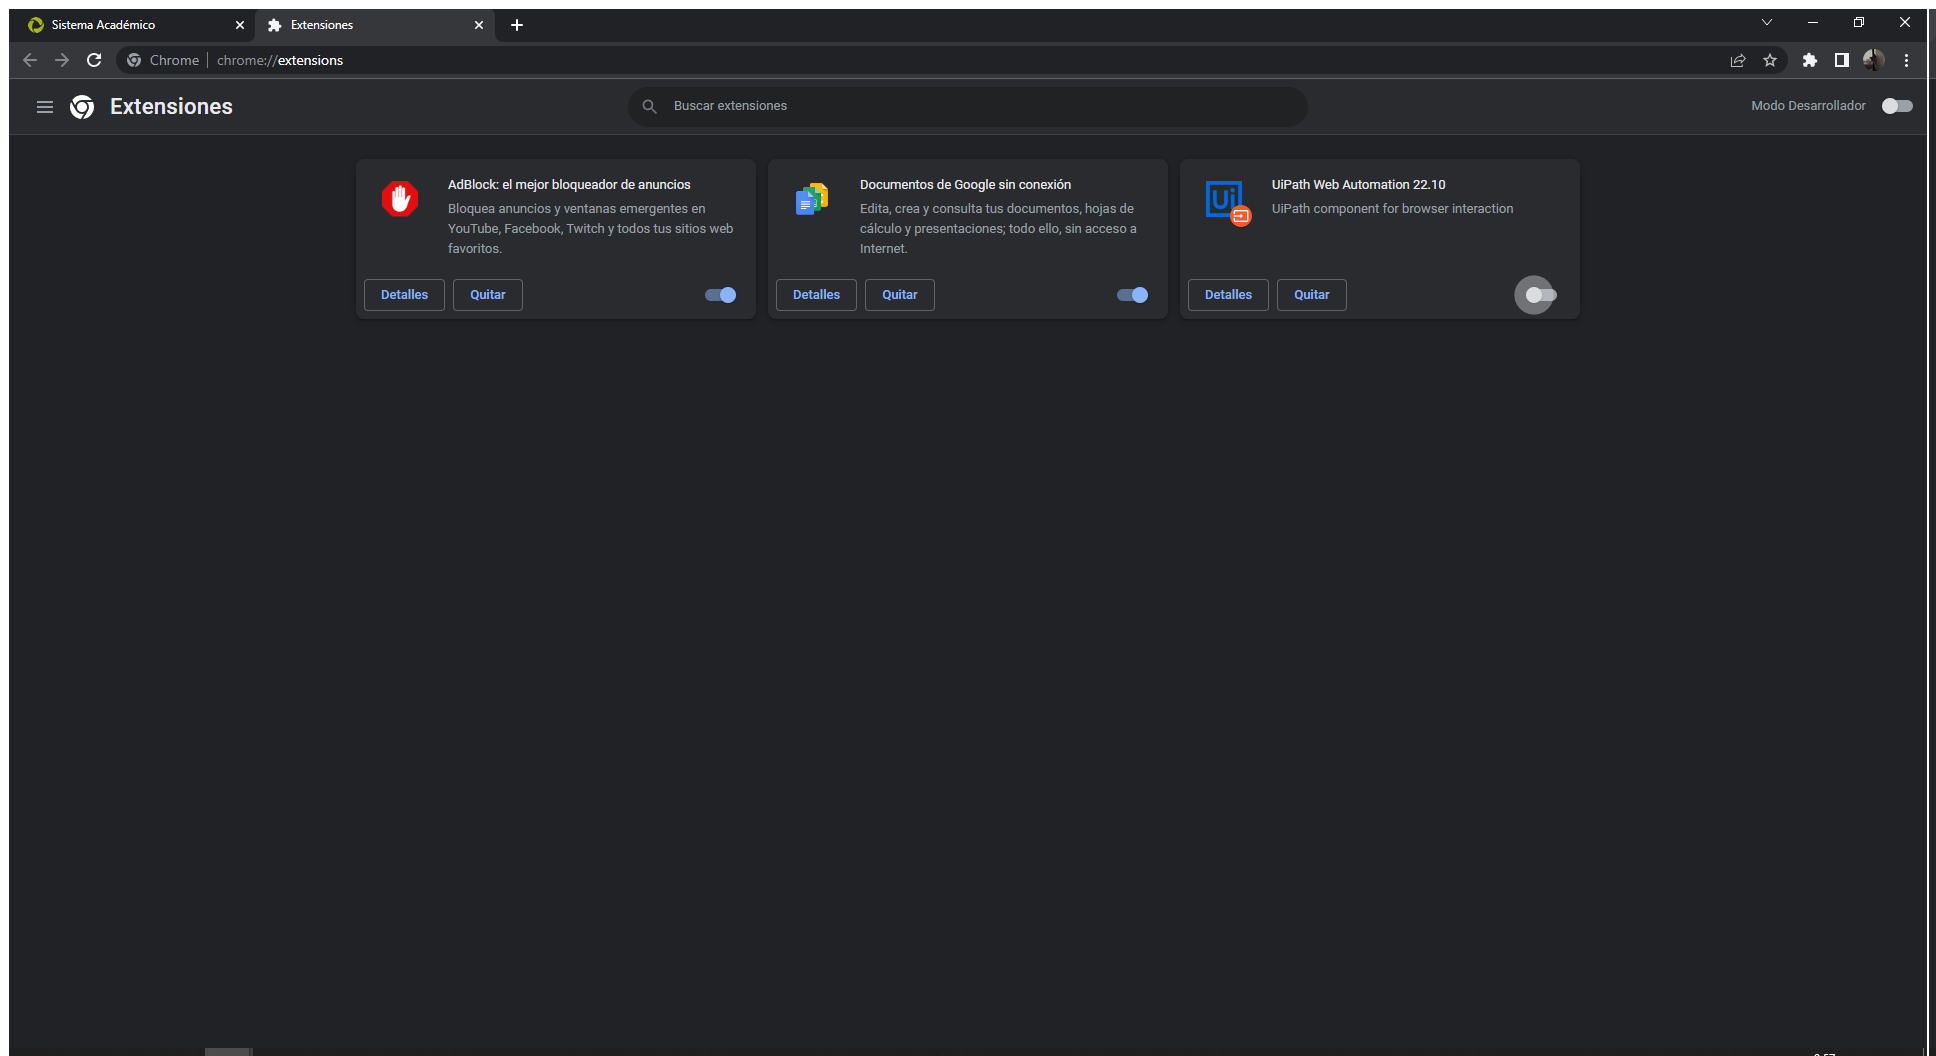 Sistema Académico
Extensiones
Chrome
chrome://extensions
Extensiones
Buscar extensiones
Modo Desarrollador
AdBlock: el mejor bloqueador de anuncios
Bloquea anuncios y ventanas emergentes en
YouTube, Facebook, Twitch y todos tus sitios web
favoritos.
Detalles
Quitar
Documentos de Google sin conexión
Edita, crea y consulta tus documentos, hojas de
cálculo y presentaciones; todo ello, sin acceso a
Internet.
Detalles
Quitar
Ui
UiPath Web Automation 22.10
UiPath component for browser interaction
Detalles
Quitar